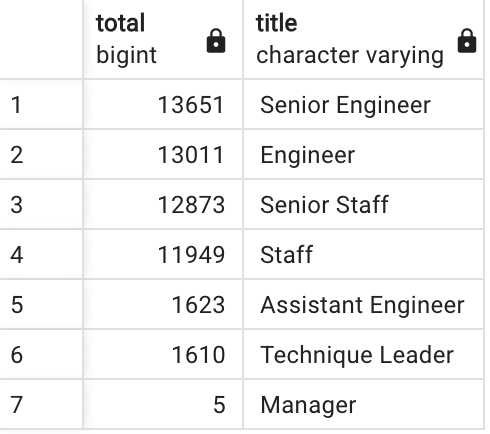 total title
bigint character varying
1 13651 Senior Engineer
2 13011 Engineer
3 12873 Senior Staff
4 11949 Staff
5 1623 Assistant Engineer
6 1610 Technique Leader
7 5 Manager